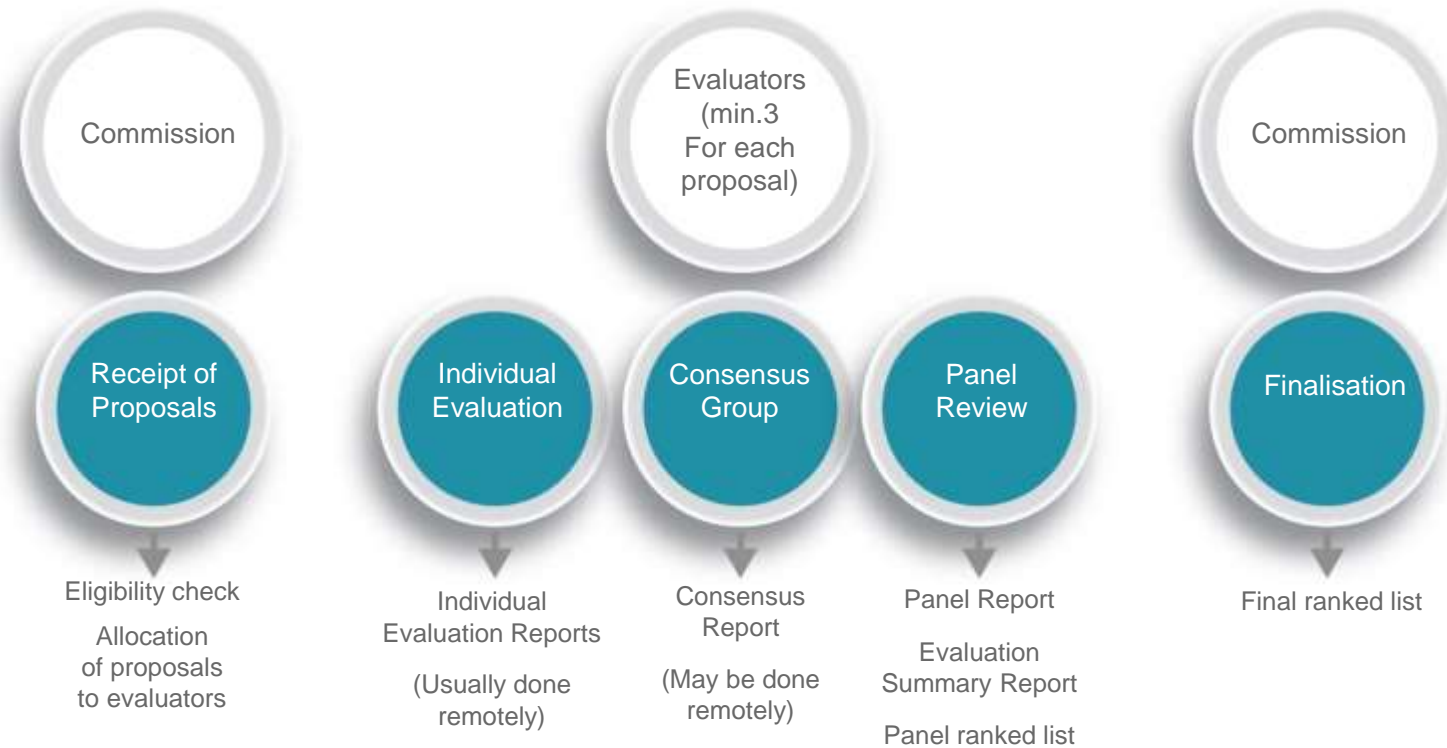 Commission
Evaluators
(min.3
For each
proposal)
Commission
Receipt of
Proposals
Individual
Evaluation
Consensus
Group
Panel
Review
Finalisation
Eligibility check
Allocation
of proposals
to evaluators
Individual
Evaluation Reports
(Usually done
remotely)
Consensus
Report
(May be done
remotely)
Panel Report
Evaluation
Summary Report
Panel ranked list
Final ranked list